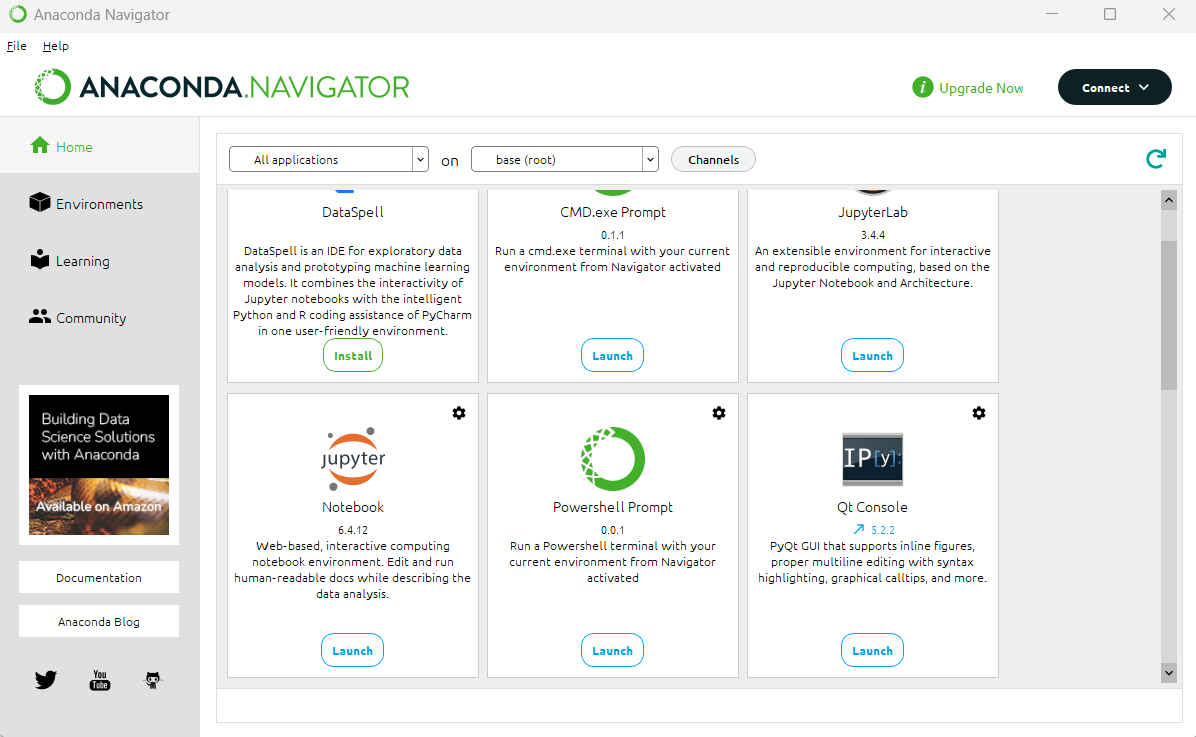 Anaconda Navigator
File Help
ANACONDA.NAVIGATOR
i Upgrade Now
Connect
Home
Environments
Learning
Community
Building Data
Science Solutions
with Anaconda
Available on Amazon
Documentation
Anaconda Blog
You
Tube
All applications on base (root) Channels
DataSpell
DataSpell is an IDE for exploratory data
analysis and prototyping machine learning
models. It combines the interactivity of
Jupyter notebooks with the intelligent
Python and R coding assistance of PyCharm
in one user-friendly environment.
Install
CMD.exe Prompt
0.1.1
Run a cmd.exe terminal with your current
environment from Navigator activated
Launch
JupyterLab
3.4.4
An extensible environment for interactive
and reproducible computing, based on the
Jupyter Notebook and Architecture.
Launch
jupyter
Notebook
6.4.12
Web-based, interactive computing
notebook environment. Edit and run
human-readable docs while describing the
data analysis.
Launch
Powershell Prompt
0.0.1
Run a Powershell terminal with your
current environment from Navigator
activated
Launch
IP[y]:
Qt Console
5.2.2
PyQt GUI that supports inline figures,
proper multiline editing with syntax
highlighting, graphical calltips, and more.
Launch